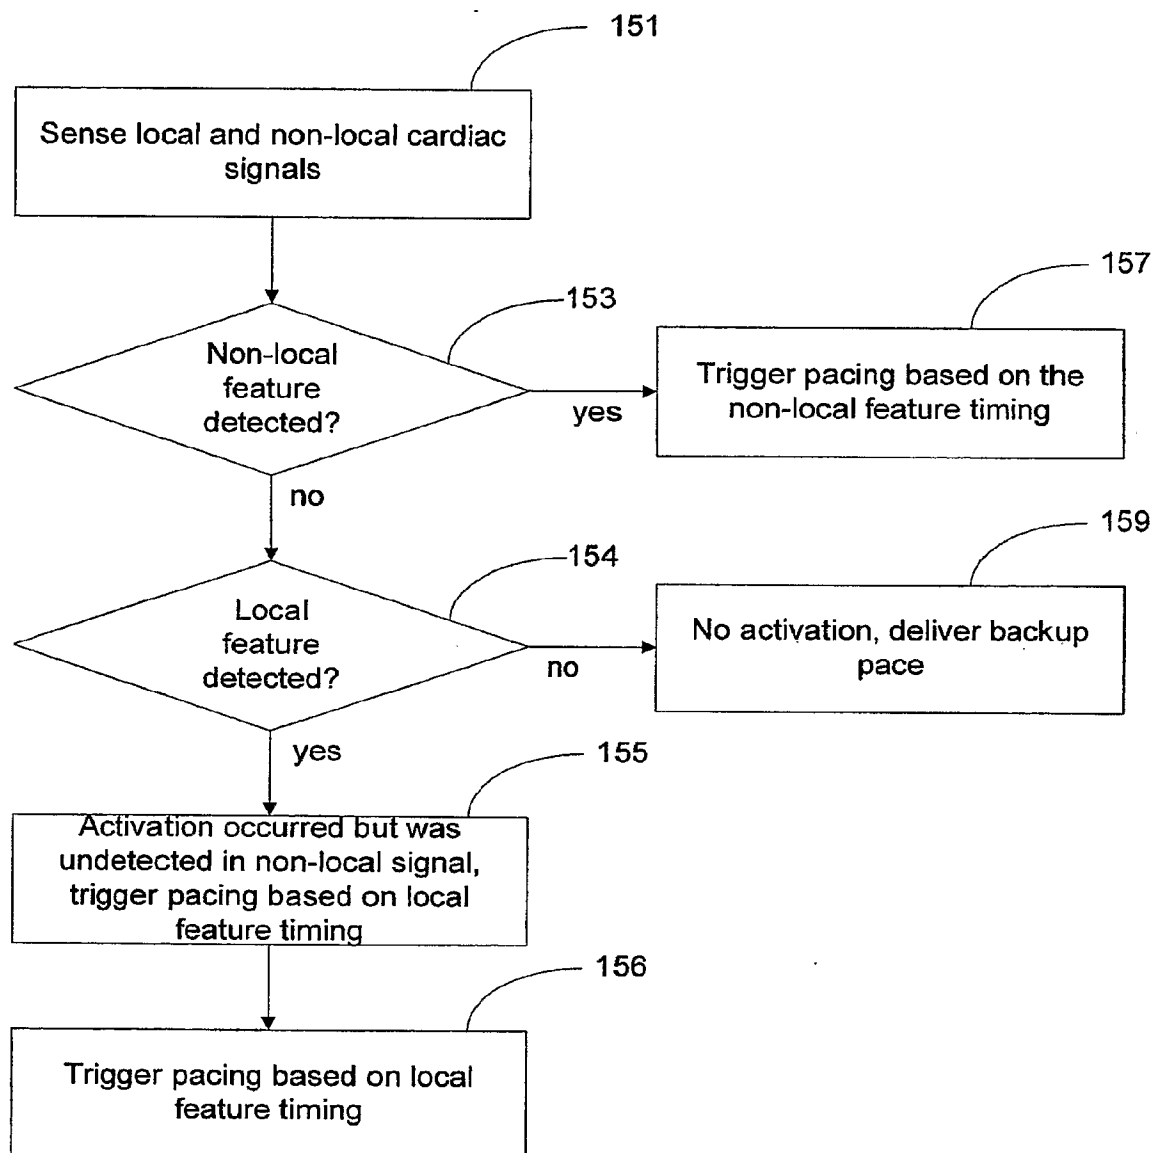 151
Sense local and non-local cardiac
signals
153
Non-local
feature
detected?
yes
157
Trigger pacing based on the
non-local feature timing
no
154
Local
feature
detected?
no
159
No activation, deliver backup
pace
yes
155
Activation occurred but was
undetected in non-local signal,
trigger pacing based on local
feature timing
156
Trigger pacing based on local
feature timing